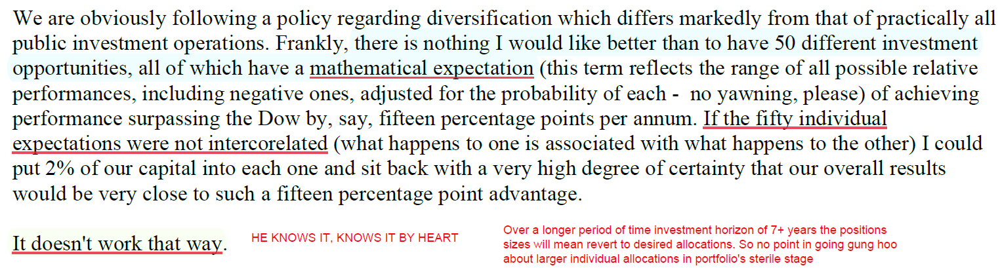 We are obviously following a policy regarding diversification which differs markedly from that of practically all
public investment operations. Frankly, there is nothing I would like better than to have 50 different investment
opportunities, all of which have a mathematical expectation (this term reflects the range of all possible relative
performances, including negative ones, adjusted for the probability of each -  no yawning, please) of achieving
performance surpassing the Dow by, say, fifteen percentage points per annum. If the fifty individual
expectations were not intercorelated (what happens to one is associated with what happens to the other) I could
put 2% of our capital into each one and sit back with a very high degree of certainty that our overall results
would be very close to such a fifteen percentage point advantage.
It doesn't work that way.
HE KNOWS IT, KNOWS IT BY HEART
Over a longer period of time investment horizon of 7+ years the positions
sizes will mean revert to desired allocations. So no point in going gung hoo
about larger individual allocations in portfolio's sterile stage